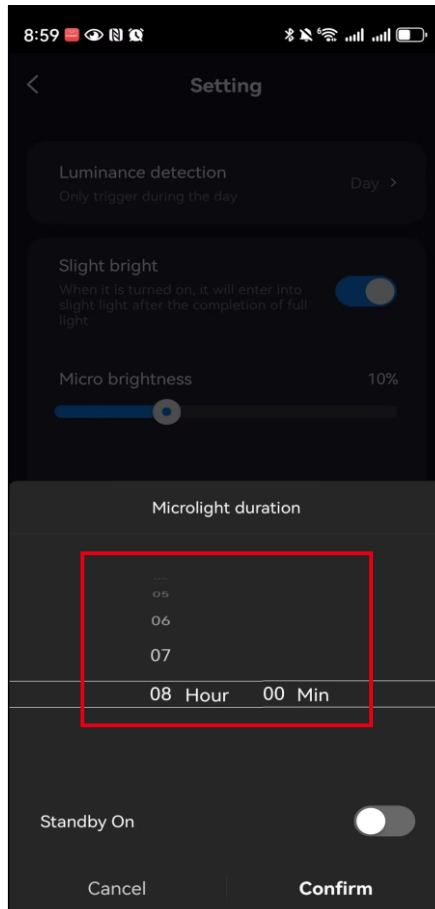 8:59
Setting
Luminance detection
Only trigger during the day
Day >
Slight bright
When it is turned on, it will enter into
slight light after the completion of full
light
Micro brightness
10%
Microlight duration
05
06
07
08 Hour 00 Min
Standby On
Cancel
Confirm